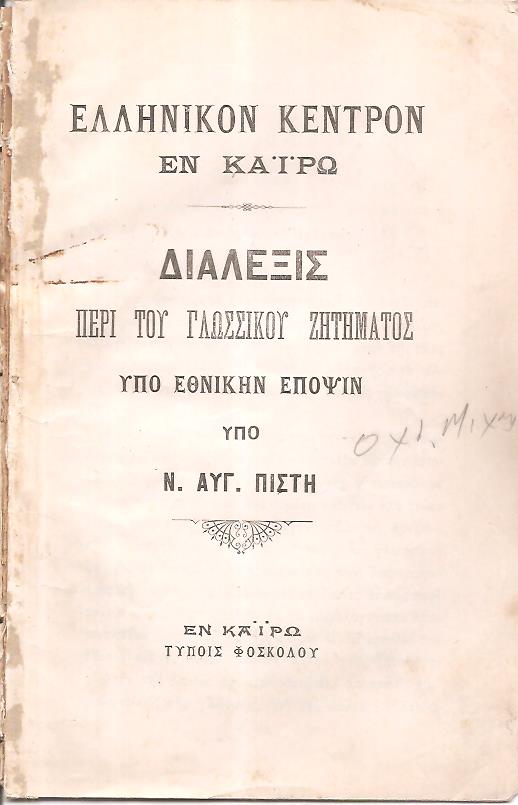 ΕΛΛΗΝΙΚΟΝ ΚΕΝΤΡΟΝ
ΕΝ ΚΑΪΡΩ
ΔΙΑΛΕΞΙΣ
ΠΕΡΙ ΤΟΥ ΓΛΩΣΣΙΚΟΥ ΖΗΤΗΜΑΤΟΣ
ΥΠΟ ΕΘΝΙΚΗΝ ΕΠΟΨΙΝ
ΥΠΟ
Ν. ΑΥΓ. ΠΙΣΤΗ
ΕΝ ΚΑΪΡΩ
ΤΥΠΟΙΣ ΦΟΣΚΟΛΟΥ